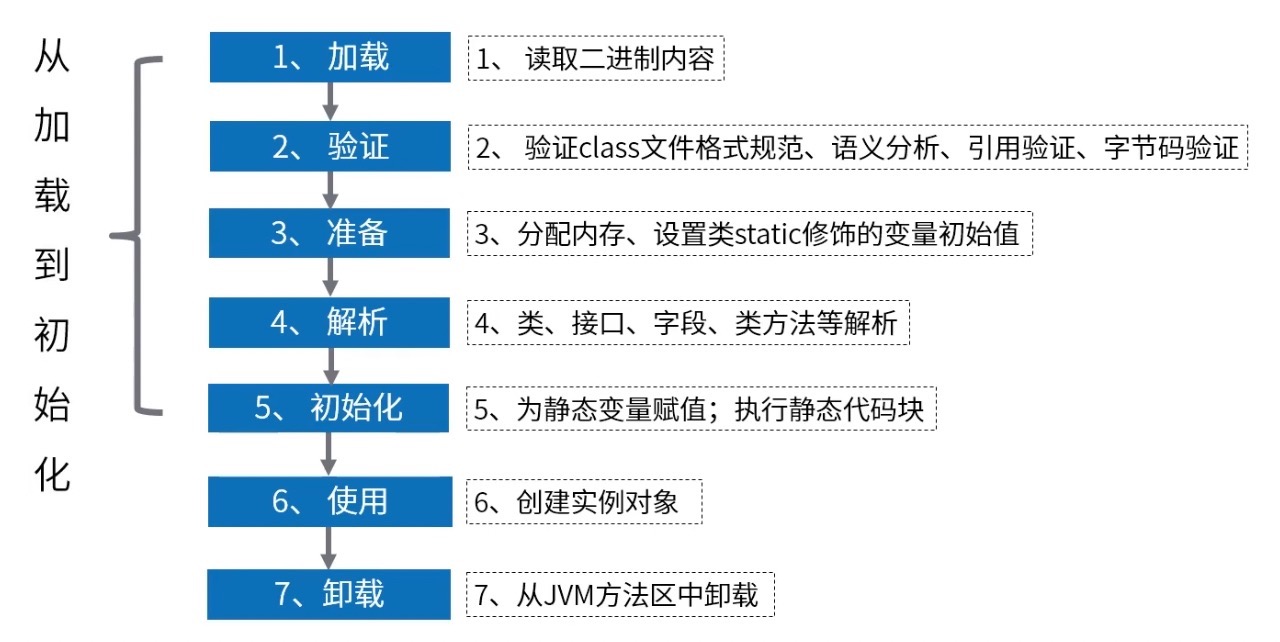 从加载到初始化
1、 加载
1、 读取二进制内容
2、 验证
2、 验证class文件格式规范、语义分析、引用验证、字节码验证
3、 准备
3、分配内存、设置类static修饰的变量初始值
4、 解析
4、类、接口、字段、类方法等解析
5、 初始化
5、为静态变量赋值；执行静态代码块
6、 使用
6、创建实例对象
7、卸载
7、从JVM方法区中卸载